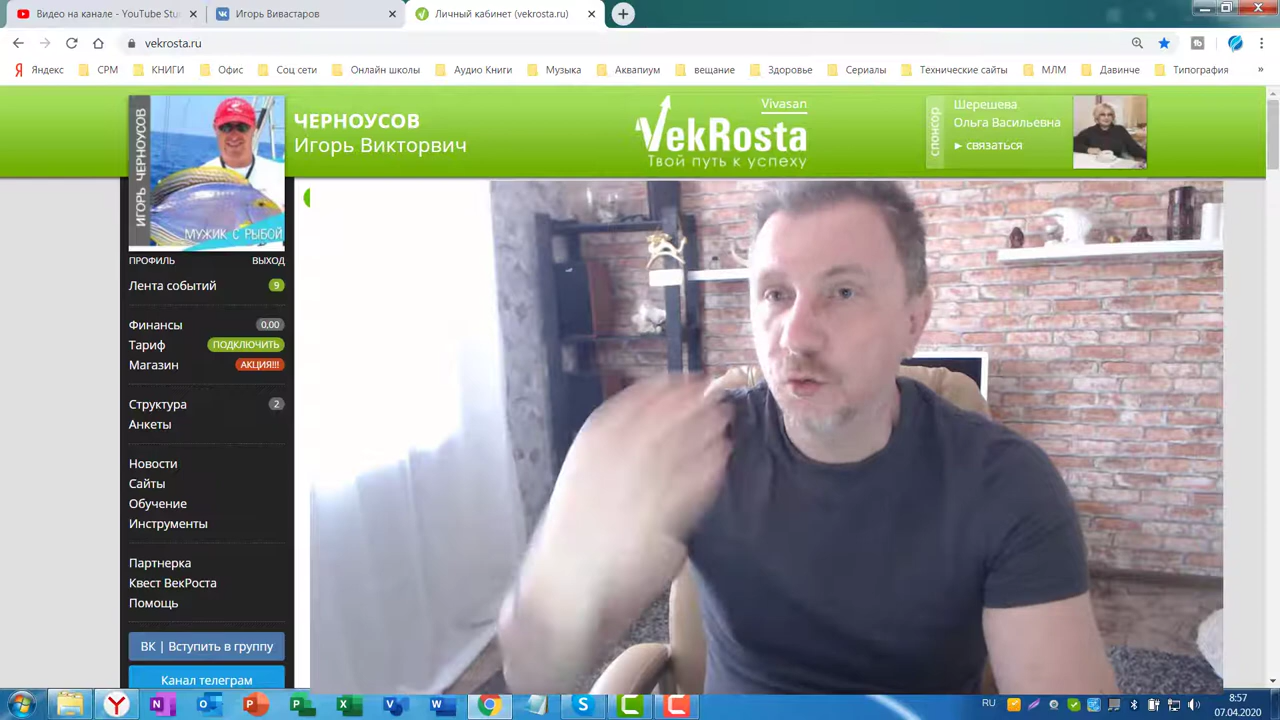 Видео на канале - YouTube Stu
Игорь Вивастаров
Личный кабинет (vekrosta.ru)
vekrosta.ru
Яндекс
СРМ
КНИГИ
Офис
Соц сети
Онлайн школы
Аудио Книги
Музыка
Аквапиум
вещание
Здоровье
Сериалы
Технические сайты
МЛМ
Давинче
Типография
»
ИГОРЬ ЧЕРНОУСОВ
МУЖИК С РЫБОЙ
ЧЕРНОУСОВ
Игорь Викторвич
Vivasan
VekRosta
Твой путь к успеху
спонсор
Шерешева
Ольга Васильевна
► связаться
ПРОФИЛЬ
ВЫХОД
Лента событий 9
Финансы 0,00
Тариф ПОДКЛЮЧИТЬ
Магазин АКЦИЯ!!!
Структура 2
Анкеты
Новости
Сайты
Обучение
Инструменты
Партнерка
Квест ВекРоста
Помощь
ВК | Вступить в группу
Канал телеграм
RU
8:57
07.04.2020